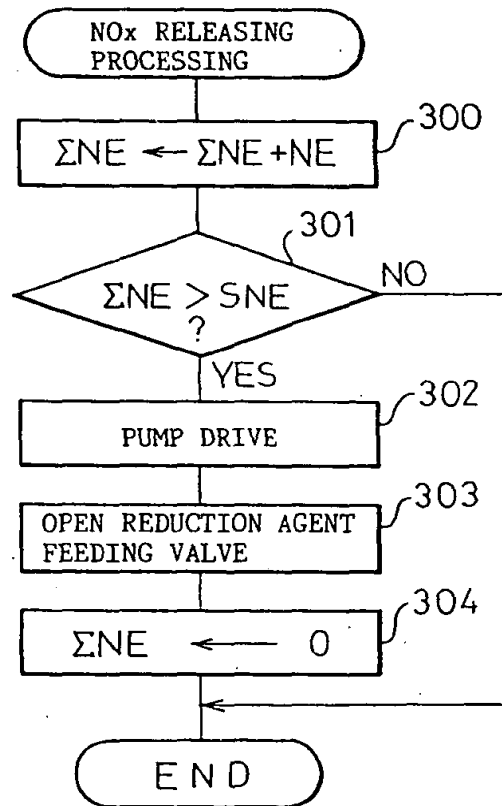 NOx RELEASING
PROCESSING
300
ΣNE ← ΣNE+NE
301
ΣNE > SNE
?
NO
YES
302
PUMP DRIVE
303
OPEN REDUCTION AGENT
FEEDING VALVE
304
ΣNE ← 0
END